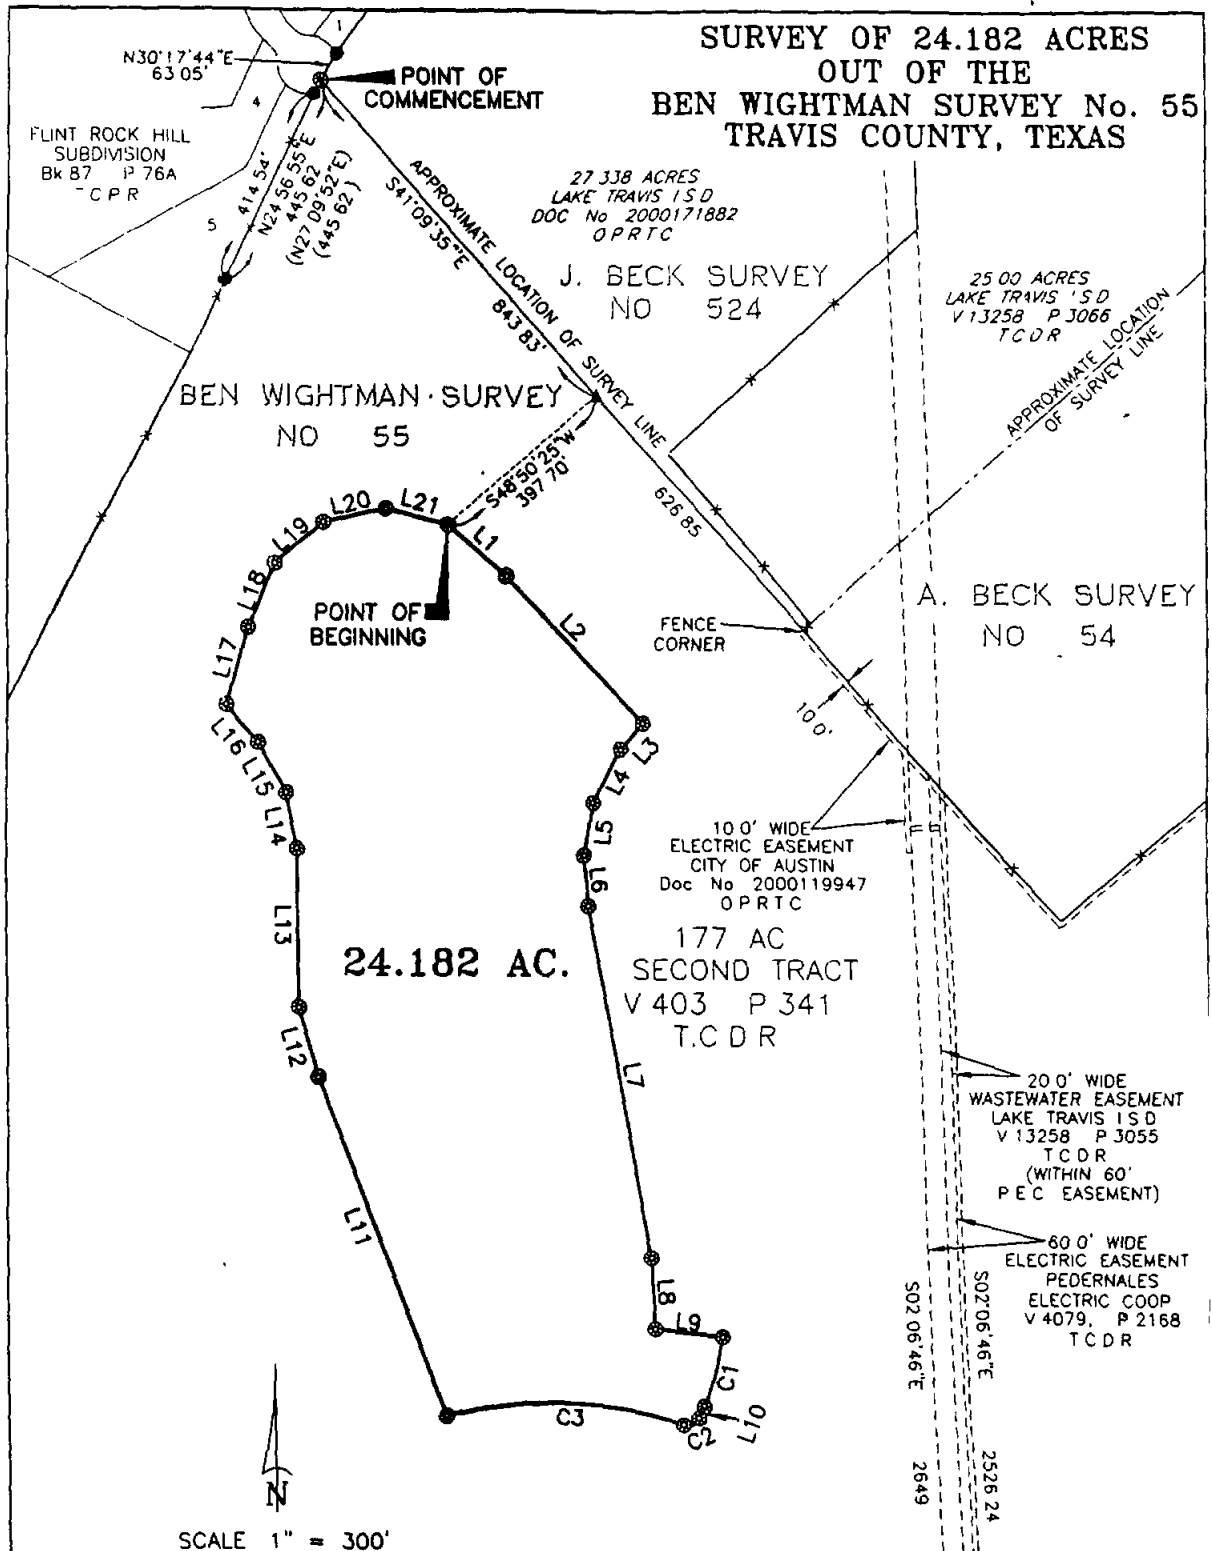 SURVEY OF 24.182 ACRES
OUT OF THE
BEN WIGHTMAN SURVEY No. 55
TRAVIS COUNTY, TEXAS
1
N30°17'44"E
63 05'
POINT OF
COMMENCEMENT
4
FLINT ROCK HILL
SUBDIVISION
Bk 87 P 76A
T C P R
5
414 54'
N24 56 55"E
445 62
(N27 09'52"E)
(445 62')
APPROXIMATE LOCATION OF SURVEY LINE
S41°09'35"E
843 83'
27 338 ACRES
LAKE TRAVIS I S D
DOC No 2000171882
O P R T C
J. BECK SURVEY
NO 524
25 00 ACRES
LAKE TRAVIS I S D
V 13258 P 3066
T C D R
APPROXIMATE LOCATION
OF SURVEY LINE
BEN WIGHTMAN SURVEY
NO 55
S48°50'25"W
397 70'
626 85
L20
L21
L19
L1
L18
L2
POINT OF
BEGINNING
L17
FENCE
CORNER
A. BECK SURVEY
NO 54
10 0'
L16
L3
L15
L4
L14
L5
L6
10 0' WIDE
ELECTRIC EASEMENT
CITY OF AUSTIN
Doc No 2000119947
O P R T C
L13
24.182 AC.
177 AC
SECOND TRACT
V 403 P 341
T.C D R
L12
L7
20 0' WIDE
WASTEWATER EASEMENT
LAKE TRAVIS I S D
V 13258 P 3055
T C D R
(WITHIN 60'
P E C EASEMENT)
L11
60 0' WIDE
ELECTRIC EASEMENT
PEDERNALES
ELECTRIC COOP
V 4079, P 2168
T C D R
L8
L9
S02 06'46"E
S02°06'46"E
C1
C3
C2
L10
2649
2526 24
N
SCALE 1" = 300'